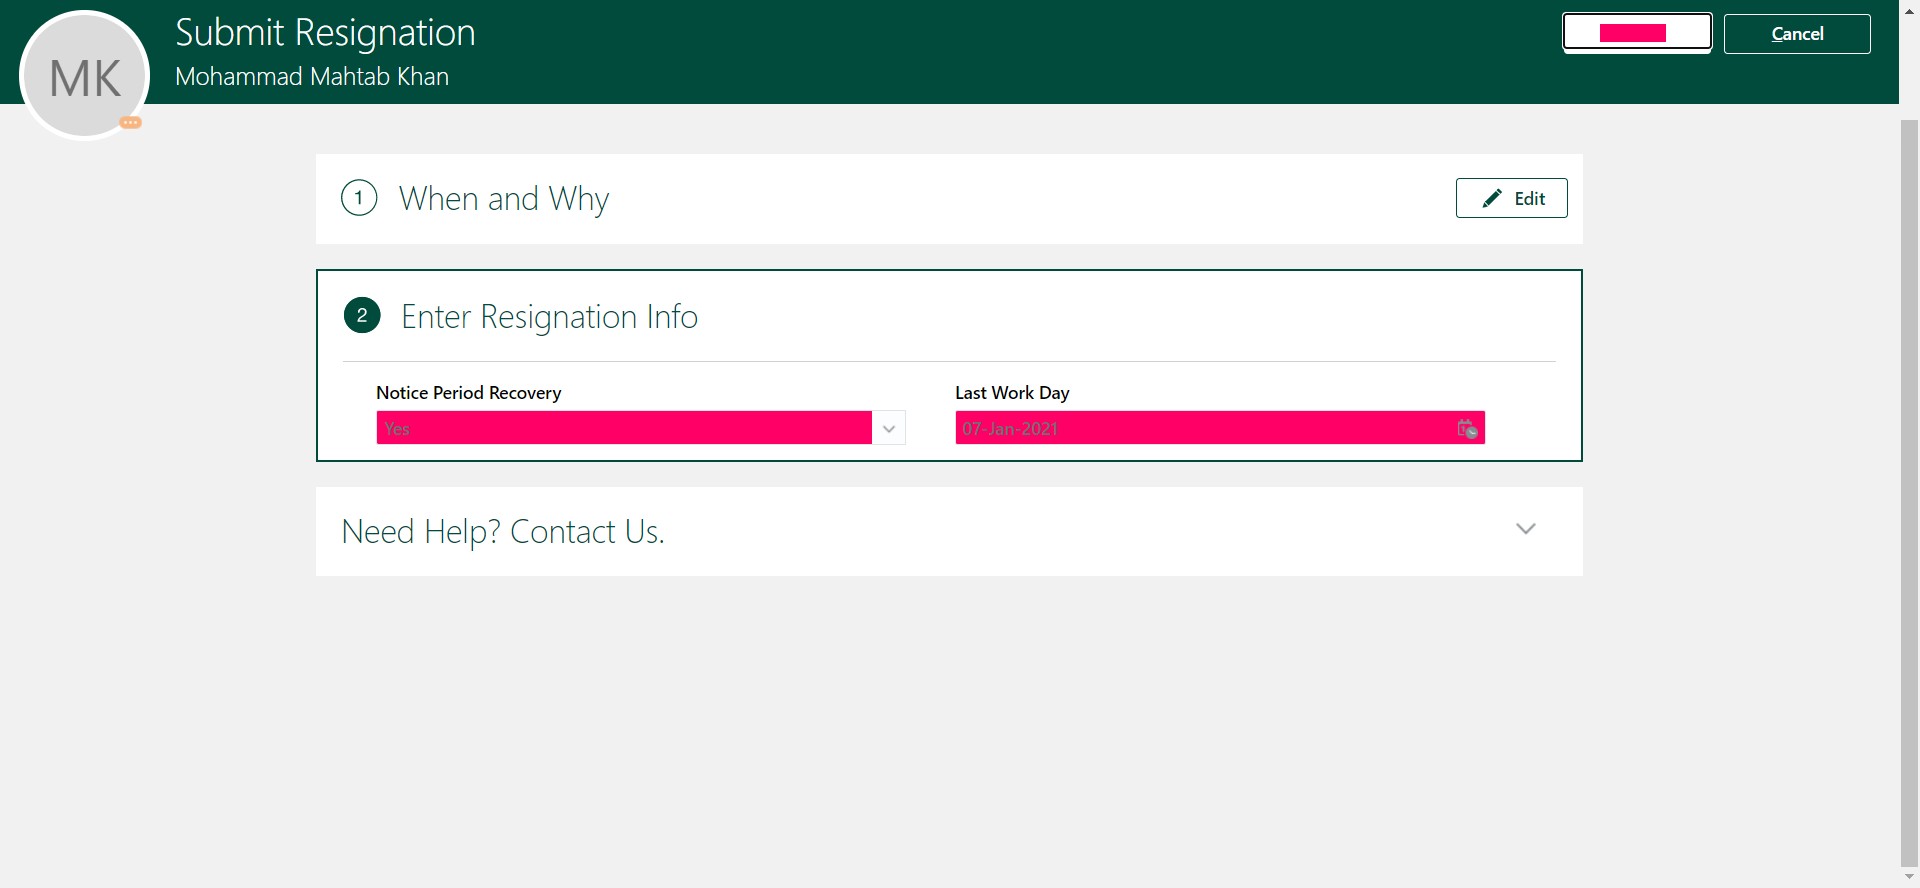 Submit Resignation
Mohammad Mahtab Khan
MK
Cancel
1 When and Why
Edit
2 Enter Resignation Info
Notice Period Recovery
Last Work Day
Yes
07-Jan-2021
Need Help? Contact Us.